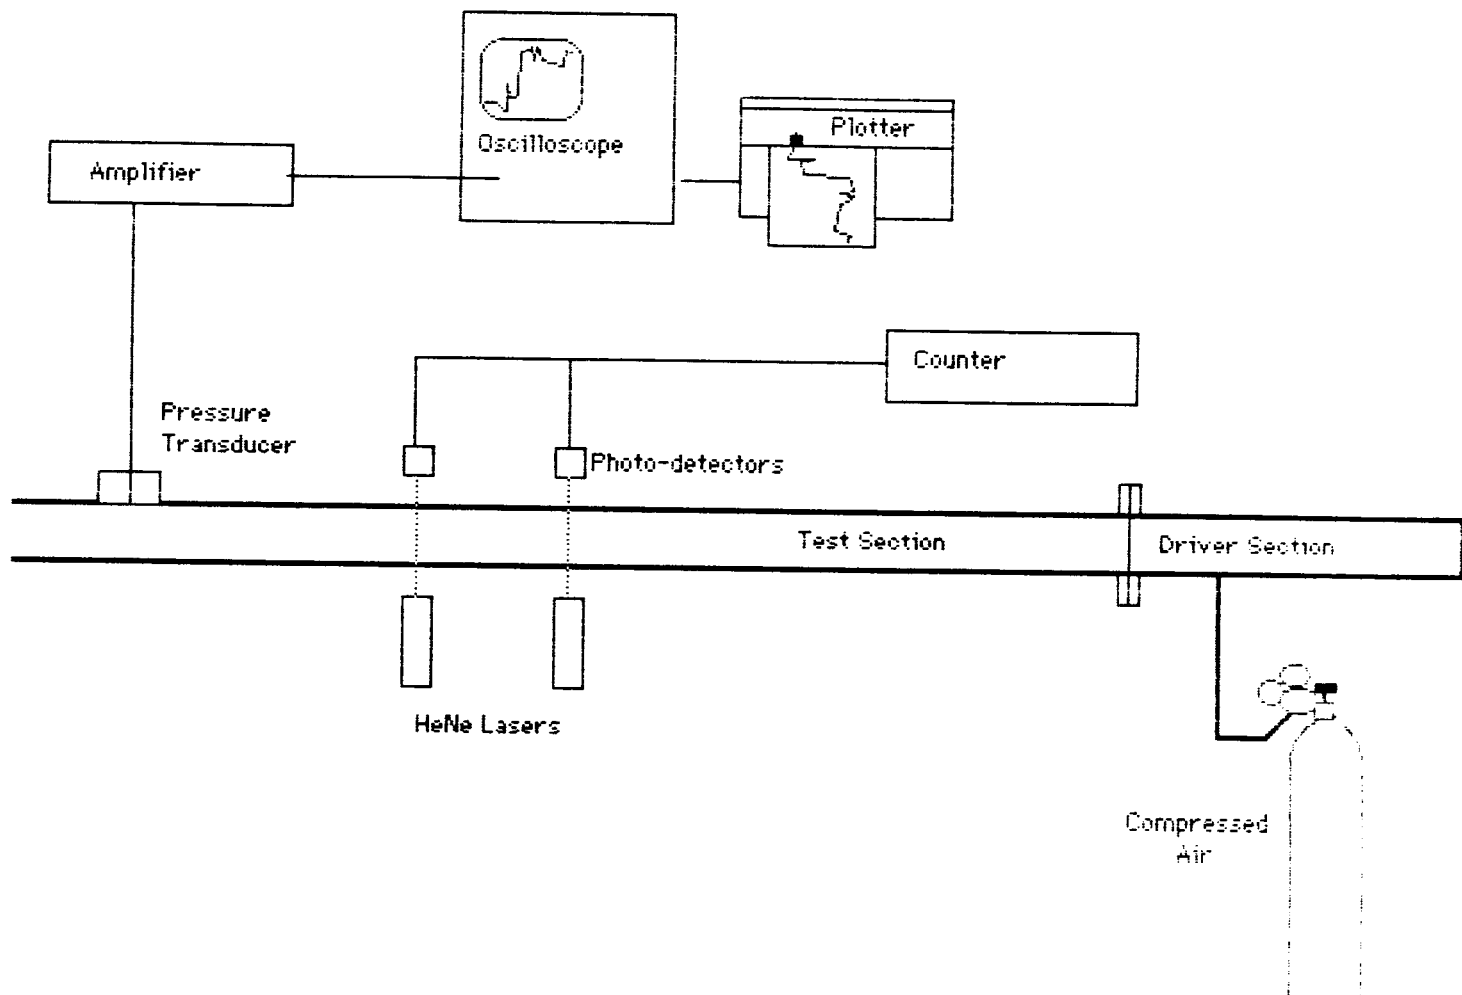 Oscilloscope
Plotter
Amplifier
Counter
Pressure
Transducer
Photo-detectors
Test Section
Driver Section
HeNe Lasers
Compressed
Air